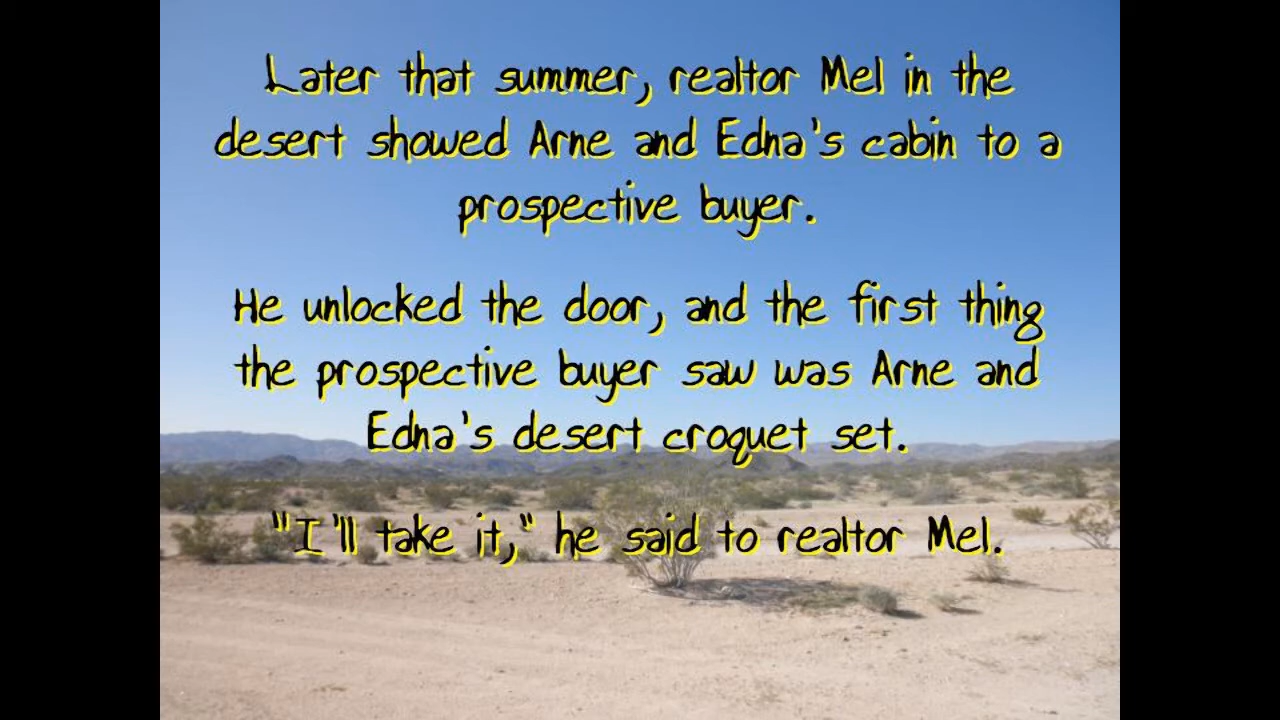 Later that summer, realtor Mel in the
desert showed Arne and Edna's cabin to a
prospective buyer.
He unlocked the door, and the first thing
the prospective buyer saw was Arne and
Edna's desert croquet set.
"I'll take it," he said to realtor Mel.